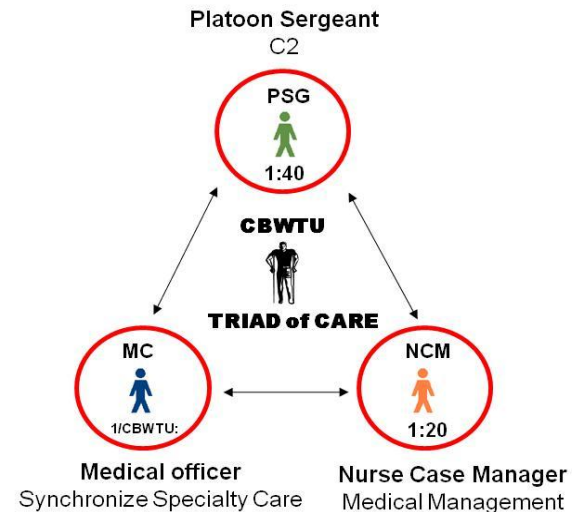 Platoon Sergeant
C2
PSG
1:40
CBWTU
TRIAD of CARE
MC
1/CBWTU:
NCM
1:20
Medical officer
Synchronize Specialty Care
Nurse Case Manager
Medical Management